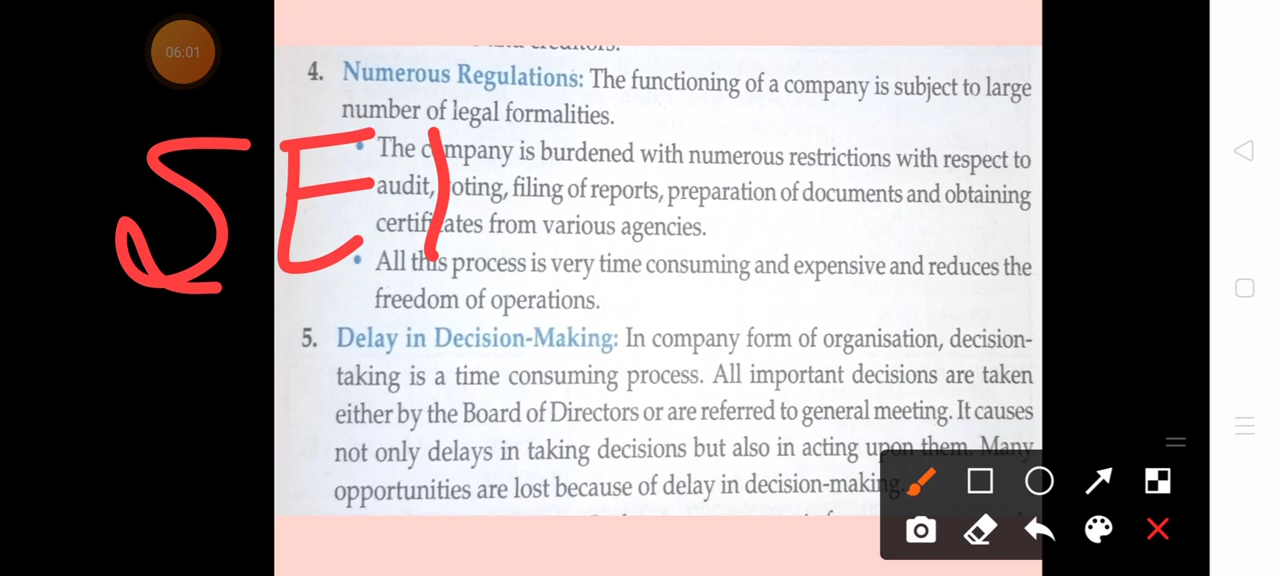 06:01
4. Numerous Regulations: The functioning of a company is subject to large
number of legal formalities.
• The company is burdened with numerous restrictions with respect to
audit, voting, filing of reports, preparation of documents and obtaining
certificates from various agencies.
• All this process is very time consuming and expensive and reduces the
freedom of operations.
SE
5. Delay in Decision-Making: In company form of organisation, decision-
taking is a time consuming process. All important decisions are taken
either by the Board of Directors or are referred to general meeting. It causes
not only delays in taking decisions but also in acting upon them. Many
opportunities are lost because of delay in decision-making.